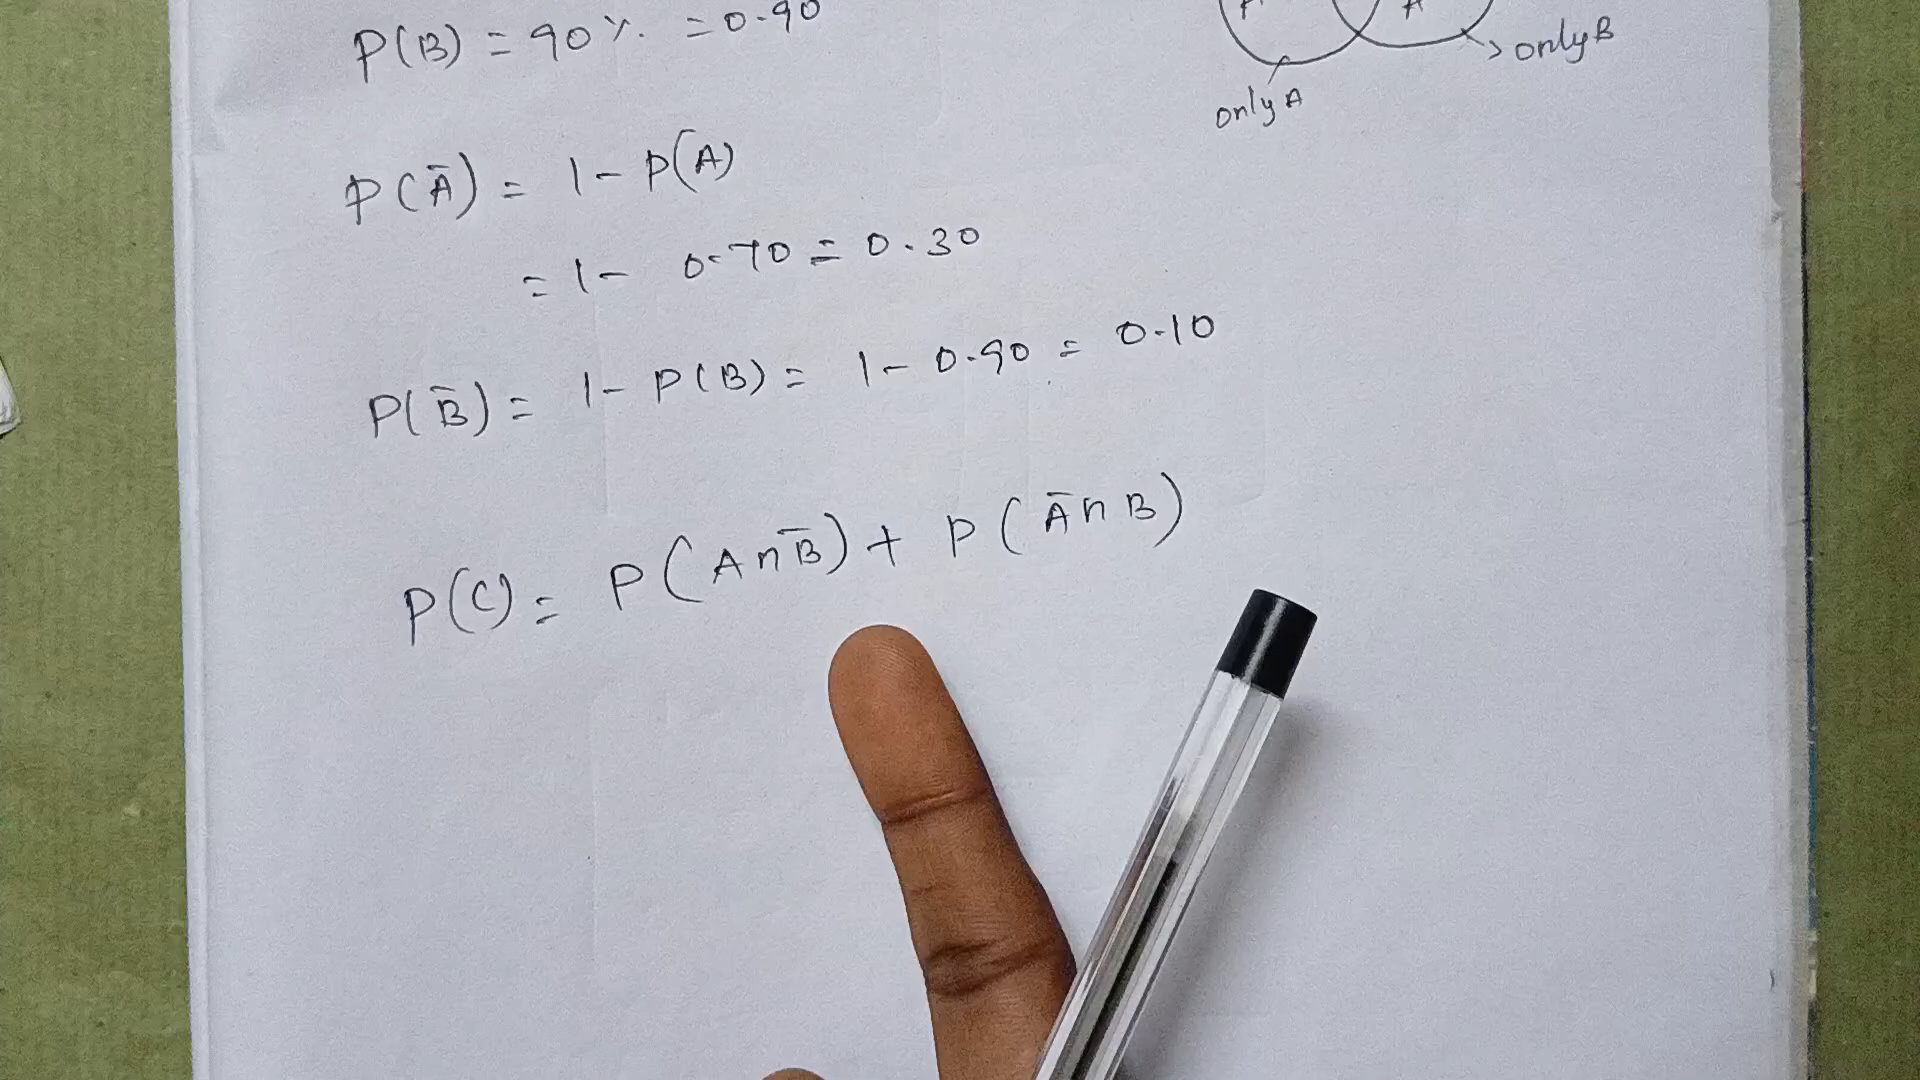 P(B) = 90 %. = 0.90
only B
only A
P(Ā) = 1 - P(A)
= 1 - 0.70 = 0.30
P(B̄) = 1 - P(B) = 1 - 0.90 = 0.10
P(C) = P(A∩B̄) + P(Ā∩B)